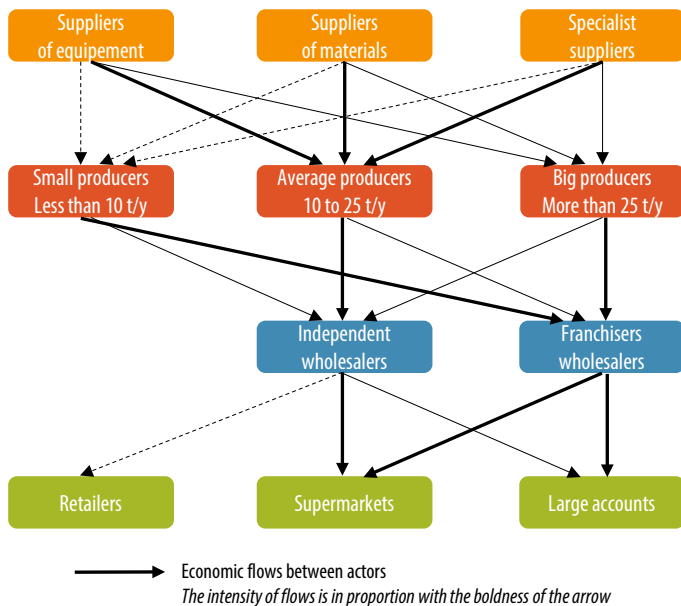 Suppliers
of equipement
Suppliers
of materials
Specialist
suppliers
Small producers
Less than 10 t/y
Average producers
10 to 25 t/y
Big producers
More than 25 t/y
Independent
wholesalers
Franchisers
wholesalers
Retailers
Supermarkets
Large accounts
Economic flows between actors
The intensity of flows is in proportion with the boldness of the arrow